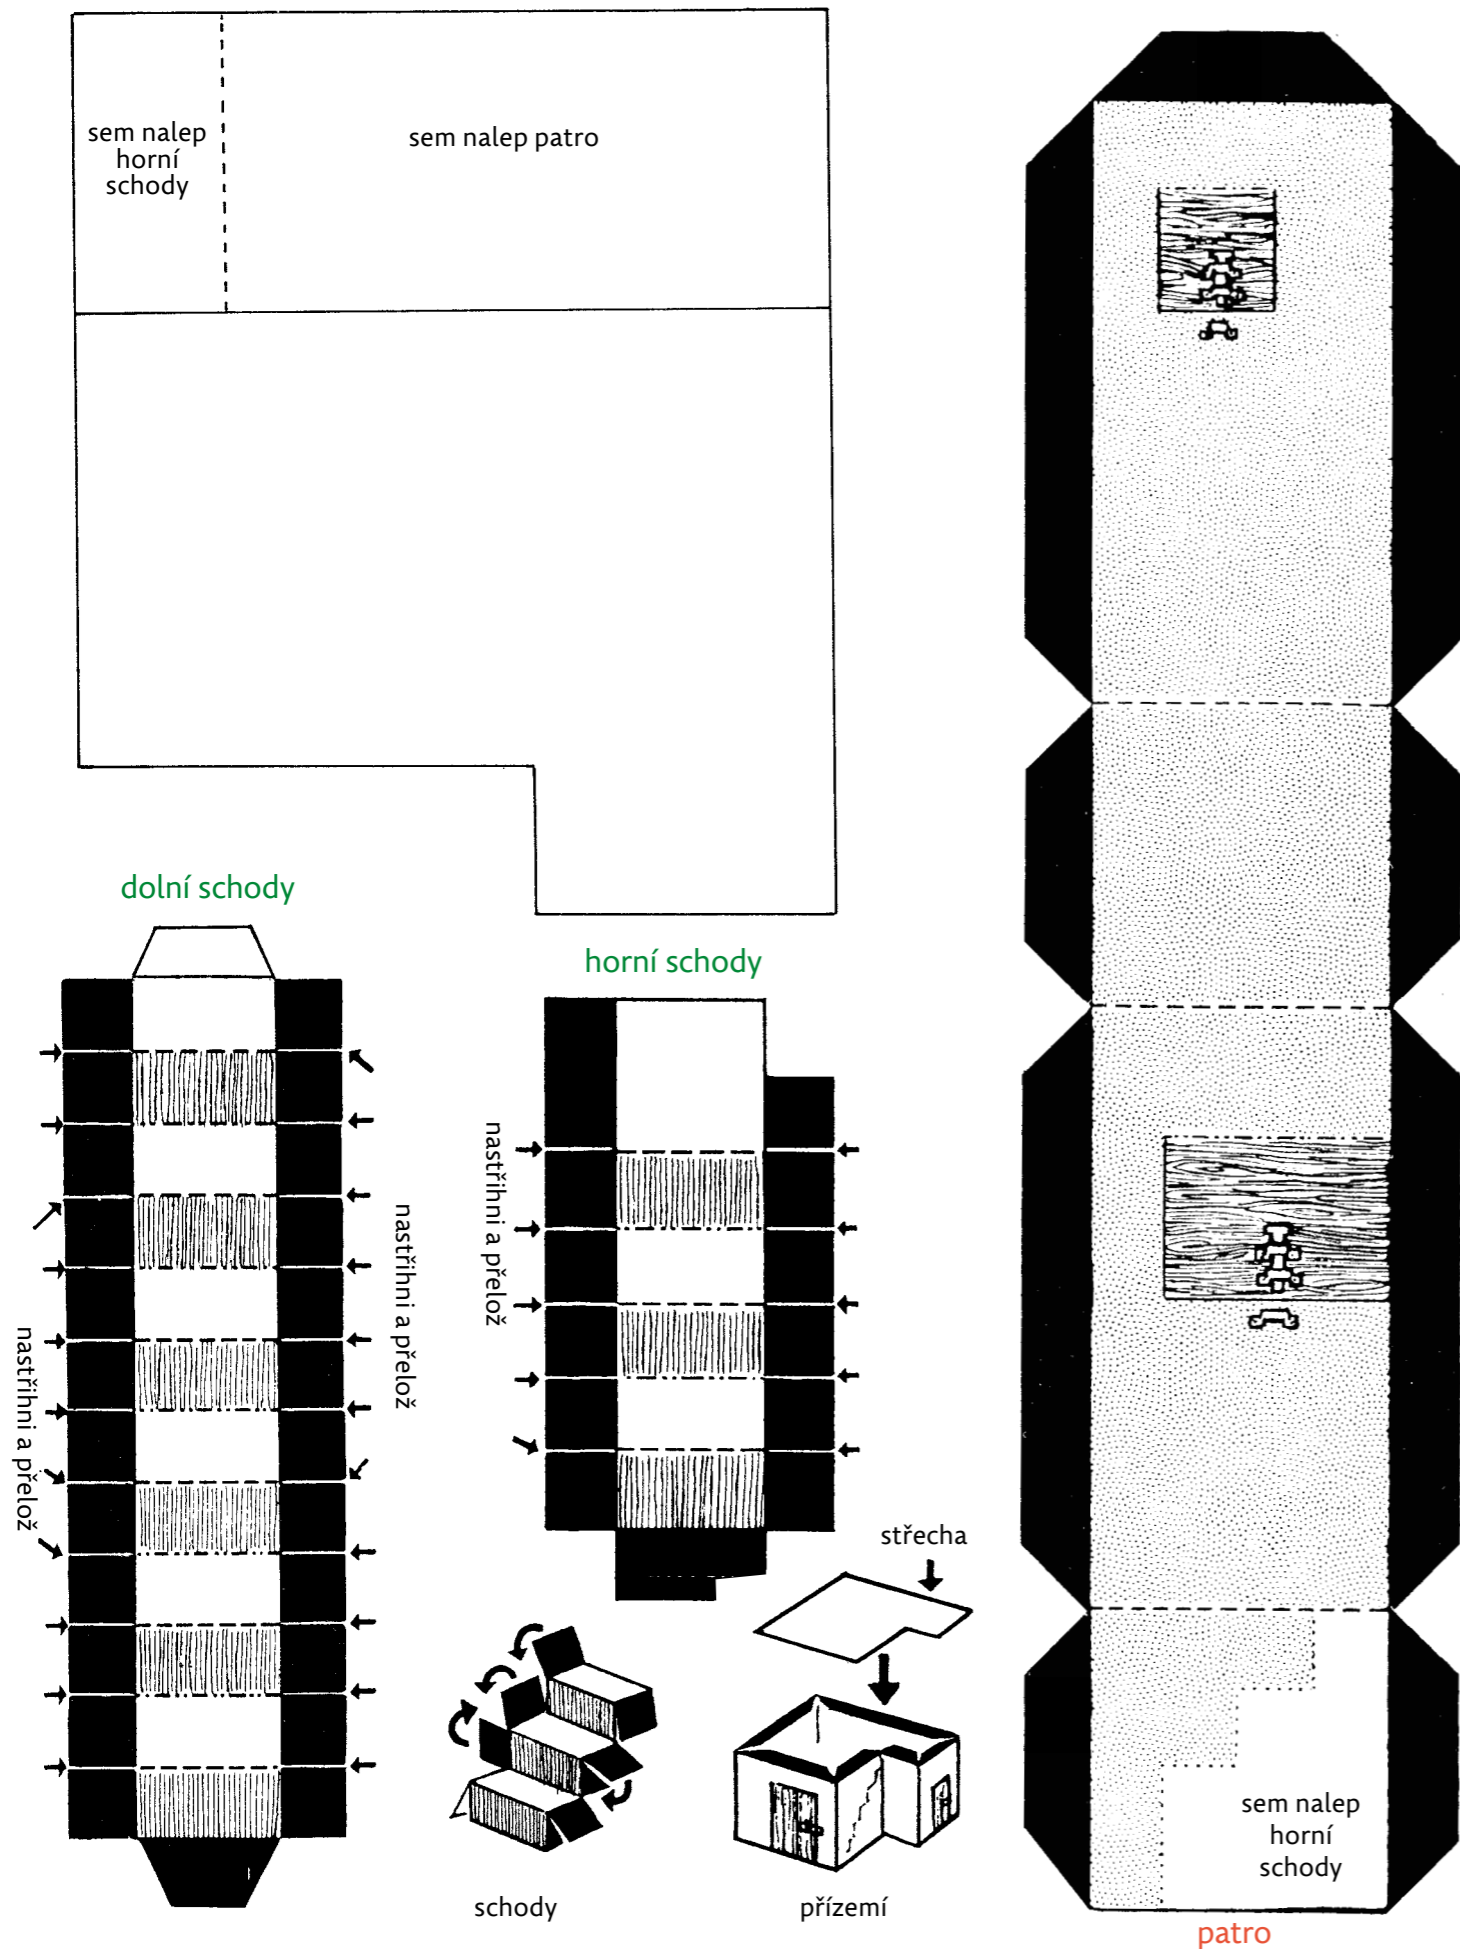 sem nalep
horní
schody
sem nalep patro
dolní schody
horní schody
nastřihni a přelož
nastřihni a přelož
nastřihni a přelož
střecha
schody
přízemí
sem nalep
horní
schody
patro